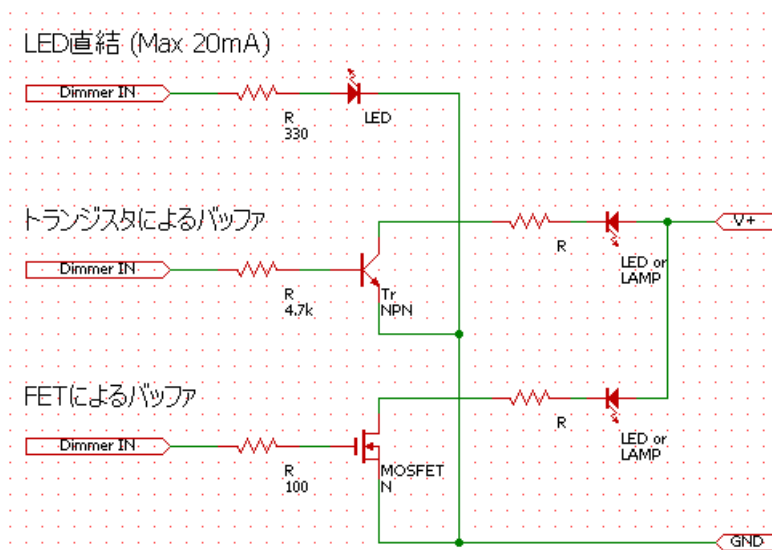 LED直結 (Max 20mA)
Dimmer IN
R
330
LED
トランジスタによるバッファ
Dimmer IN
R
4.7k
Tr
NPN
R
LED or
LAMP
V+
FETによるバッファ
Dimmer IN
R
100
MOSFET
N
R
LED or
LAMP
GND